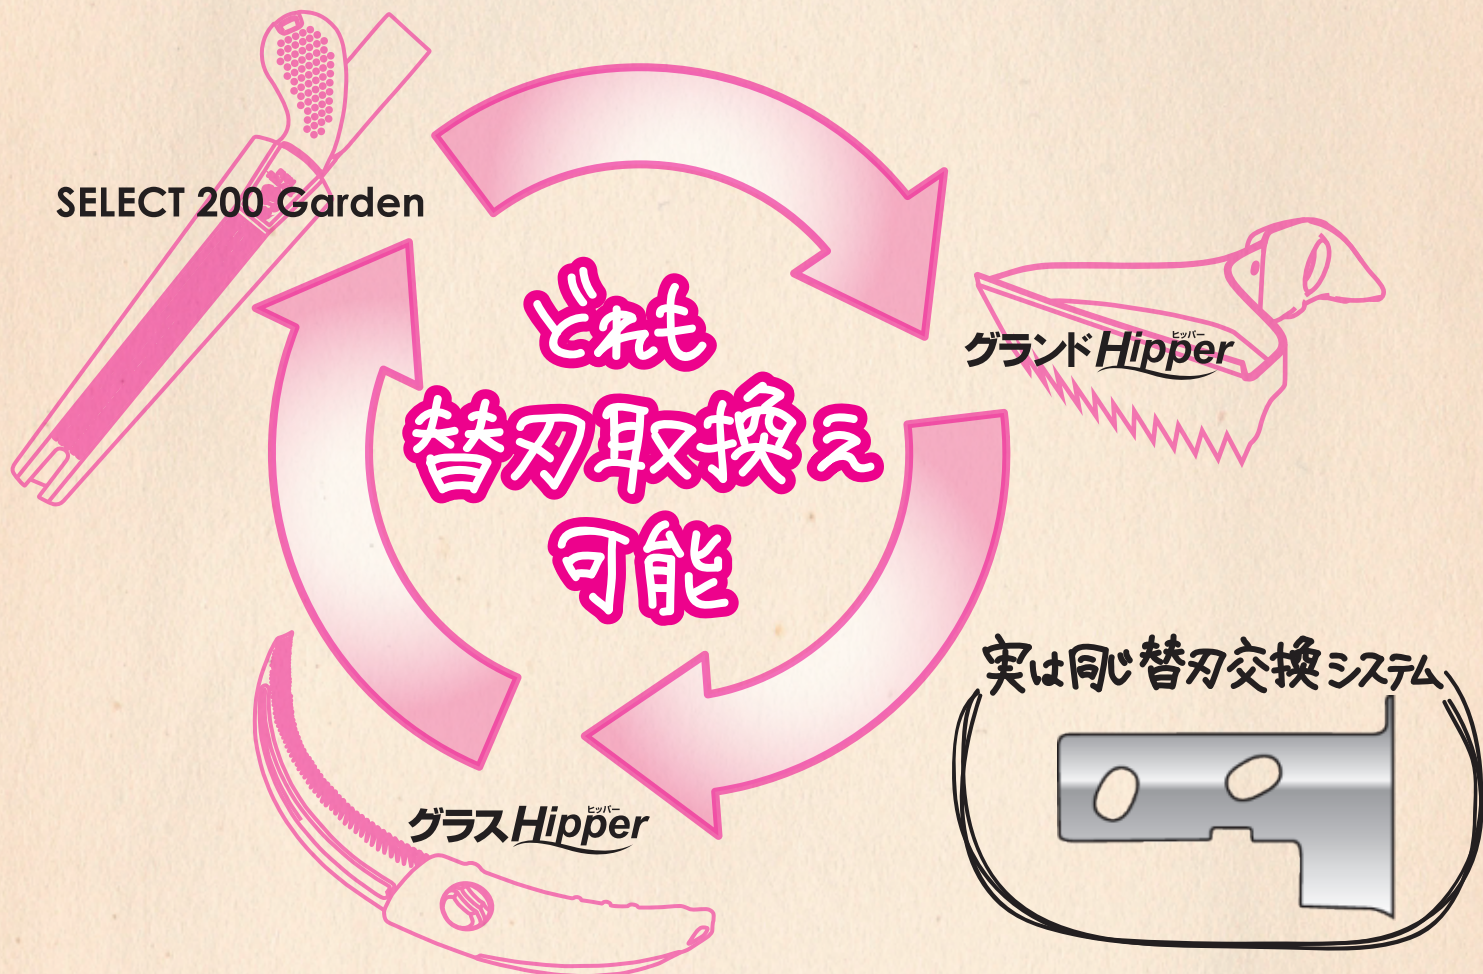 SELECT 200 Garden
どれも
替刃取換え
可能
ヒッパー
グランドHipper
実は同じ替刃交換システム
ヒッパー
グラスHipper